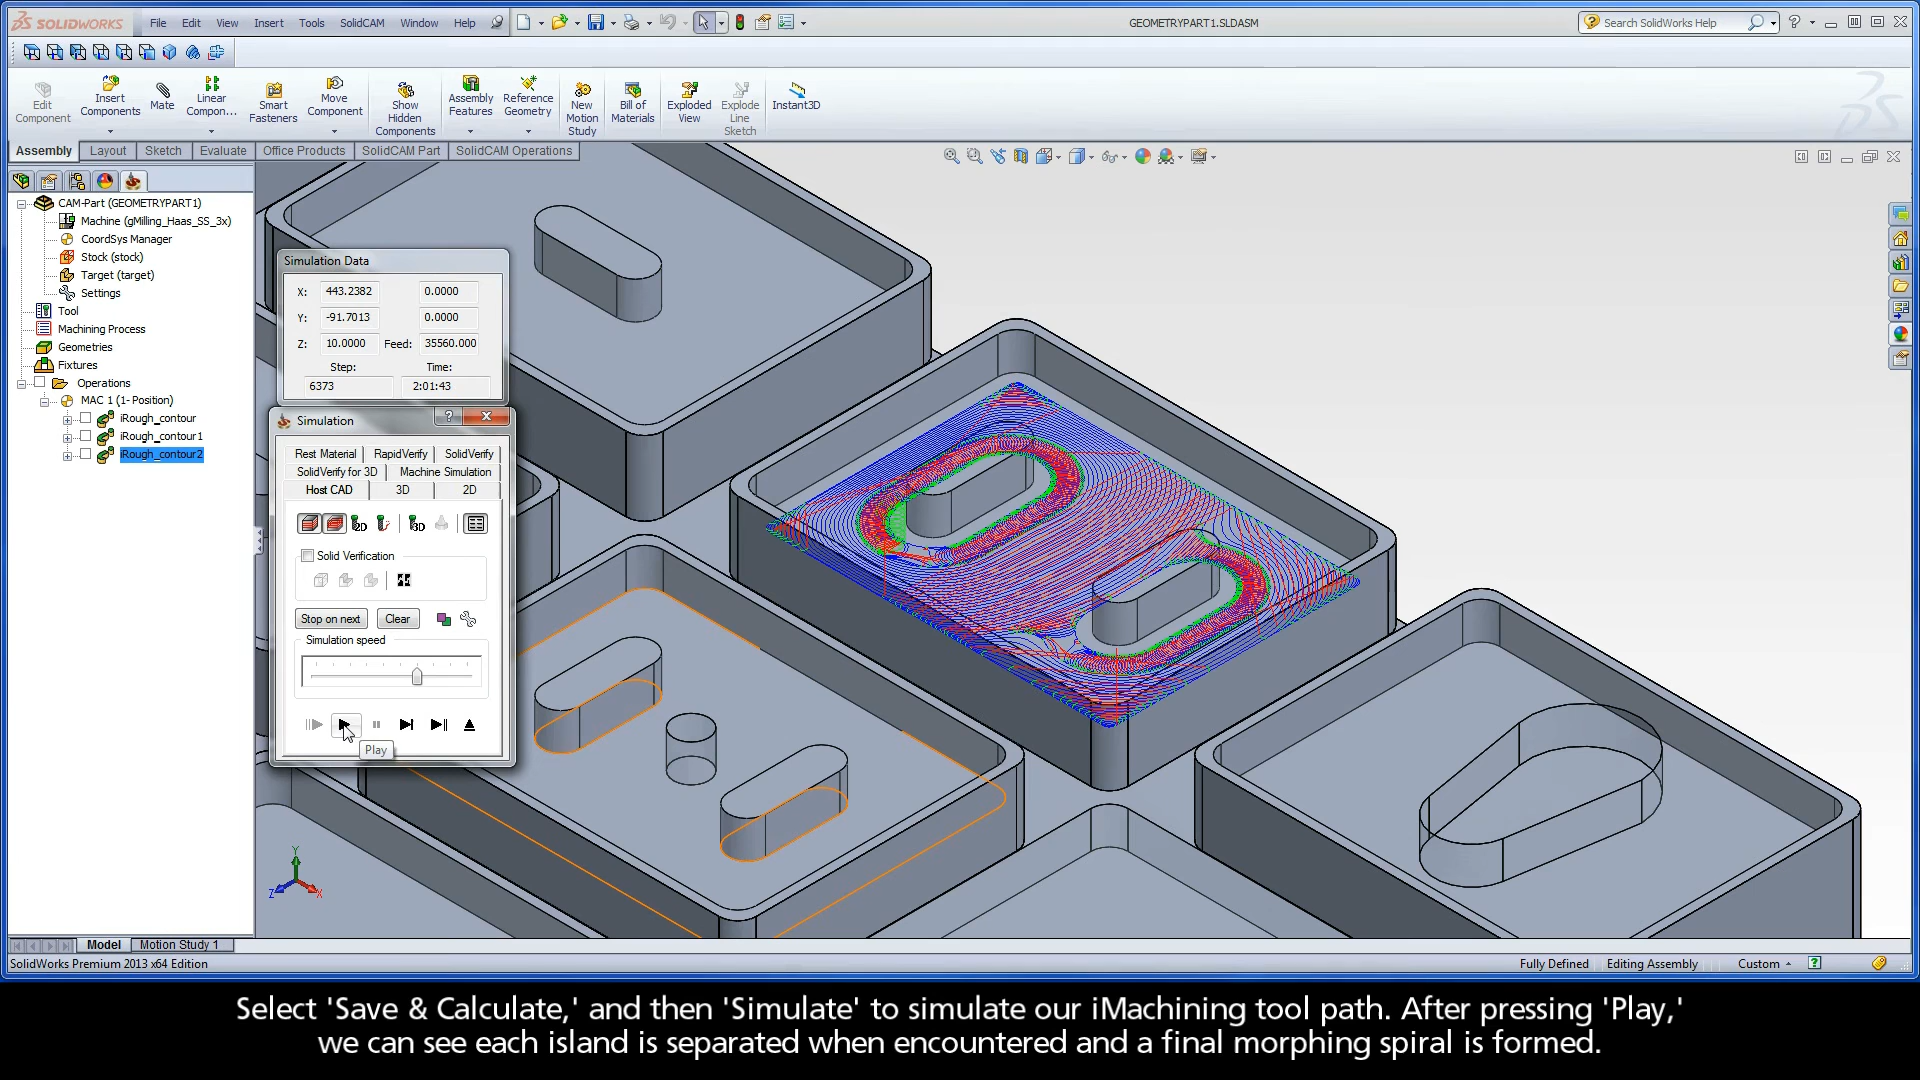 SOLIDWORKS
File Edit View Insert Tools SolidCAM Window Help
GEOMETRYPART1.SLDASM
Search SolidWorks Help
Edit Component
Insert Components
Mate
Linear Compon...
Smart Fasteners
Move Component
Show Hidden Components
Assembly Features
Reference Geometry
New Motion Study
Bill of Materials
Exploded View
Explode Line Sketch
Instant3D
Assembly Layout Sketch Evaluate Office Products SolidCAM Part SolidCAM Operations
CAM-Part (GEOMETRYPART1)
Machine (gMilling_Haas_SS_3x)
CoordSys Manager
Stock (stock)
Target (target)
Settings
Tool
Machining Process
Geometries
Fixtures
Operations
MAC 1 (1- Position)
iRough_contour
iRough_contour1
iRough_contour2
Simulation Data
X: 443.2382 0.0000
Y: -91.7013 0.0000
Z: 10.0000 Feed: 35560.000
Step: Time:
6373 2:01:43
Simulation
Rest Material RapidVerify SolidVerify
SolidVerify for 3D Machine Simulation
Host CAD 3D 2D
2D 3D
Solid Verification
Stop on next Clear
Simulation speed
Play
Y
Z X
Model Motion Study 1
SolidWorks Premium 2013 x64 Edition
Fully Defined Editing Assembly Custom
Select 'Save & Calculate,' and then 'Simulate' to simulate our iMachining tool path. After pressing 'Play,'
we can see each island is separated when encountered and a final morphing spiral is formed.